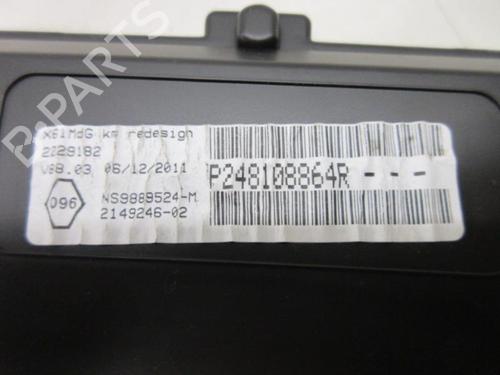 X61MdG km redesign
2229182
V08.03 06/12/2011
096
NS9889524-M
2149246-02
P248108864R - - -
B-PARTS